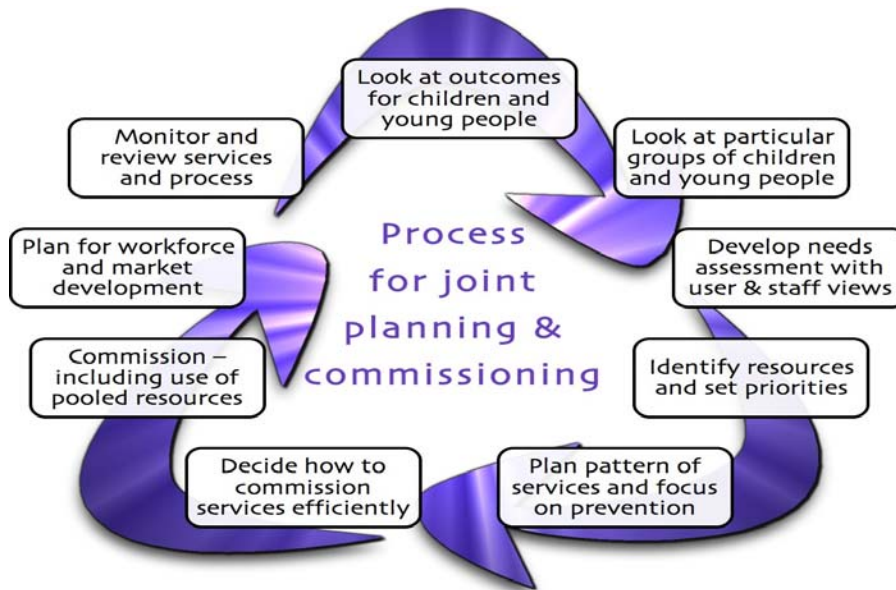 Look at outcomes
for children and
young people
Look at particular
groups of children
and young people
Develop needs
assessment with
user & staff views
Identify resources
and set priorities
Plan pattern of
services and focus
on prevention
Decide how to
commission
services efficiently
Commission –
including use of
pooled resources
Plan for workforce
and market
development
Monitor and
review services
and process
Process
for joint
planning &
commissioning